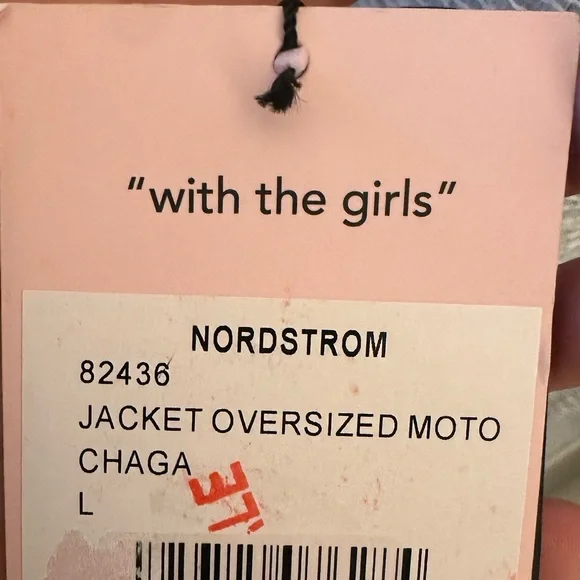 “with the girls”
NORDSTROM
82436
JACKET OVERSIZED MOTO
CHAGA
L